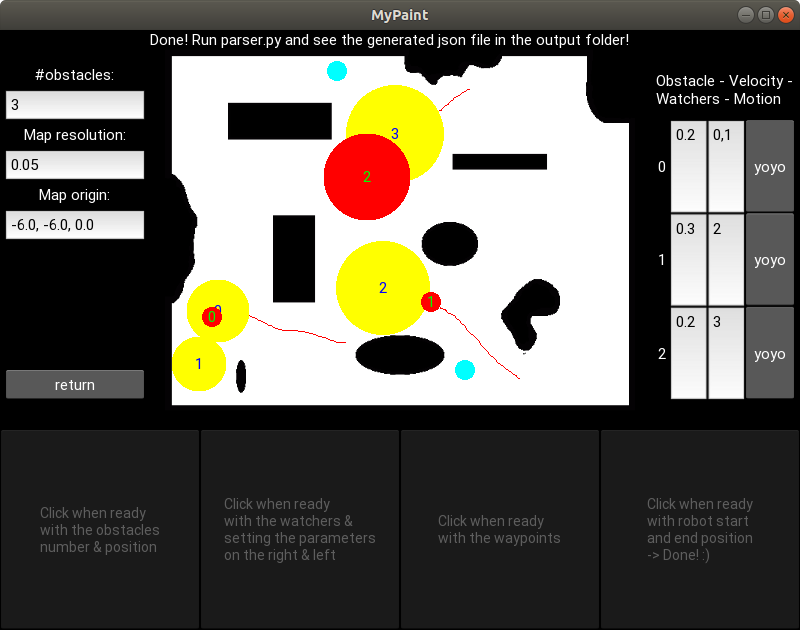 MyPaint
Done! Run parser.py and see the generated json file in the output folder!
#obstacles:
3
Map resolution:
0.05
Map origin:
-6.0, -6.0, 0.0
return
3
2
2
1
0
1
Obstacle - Velocity -
Watchers - Motion
0
0.2
0,1
yoyo
1
0.3
2
yoyo
2
0.2
3
yoyo
Click when ready
with the obstacles
number & position
Click when ready
with the watchers &
setting the parameters
on the right & left
Click when ready
with the waypoints
Click when ready
with robot start
and end position
-> Done! :)